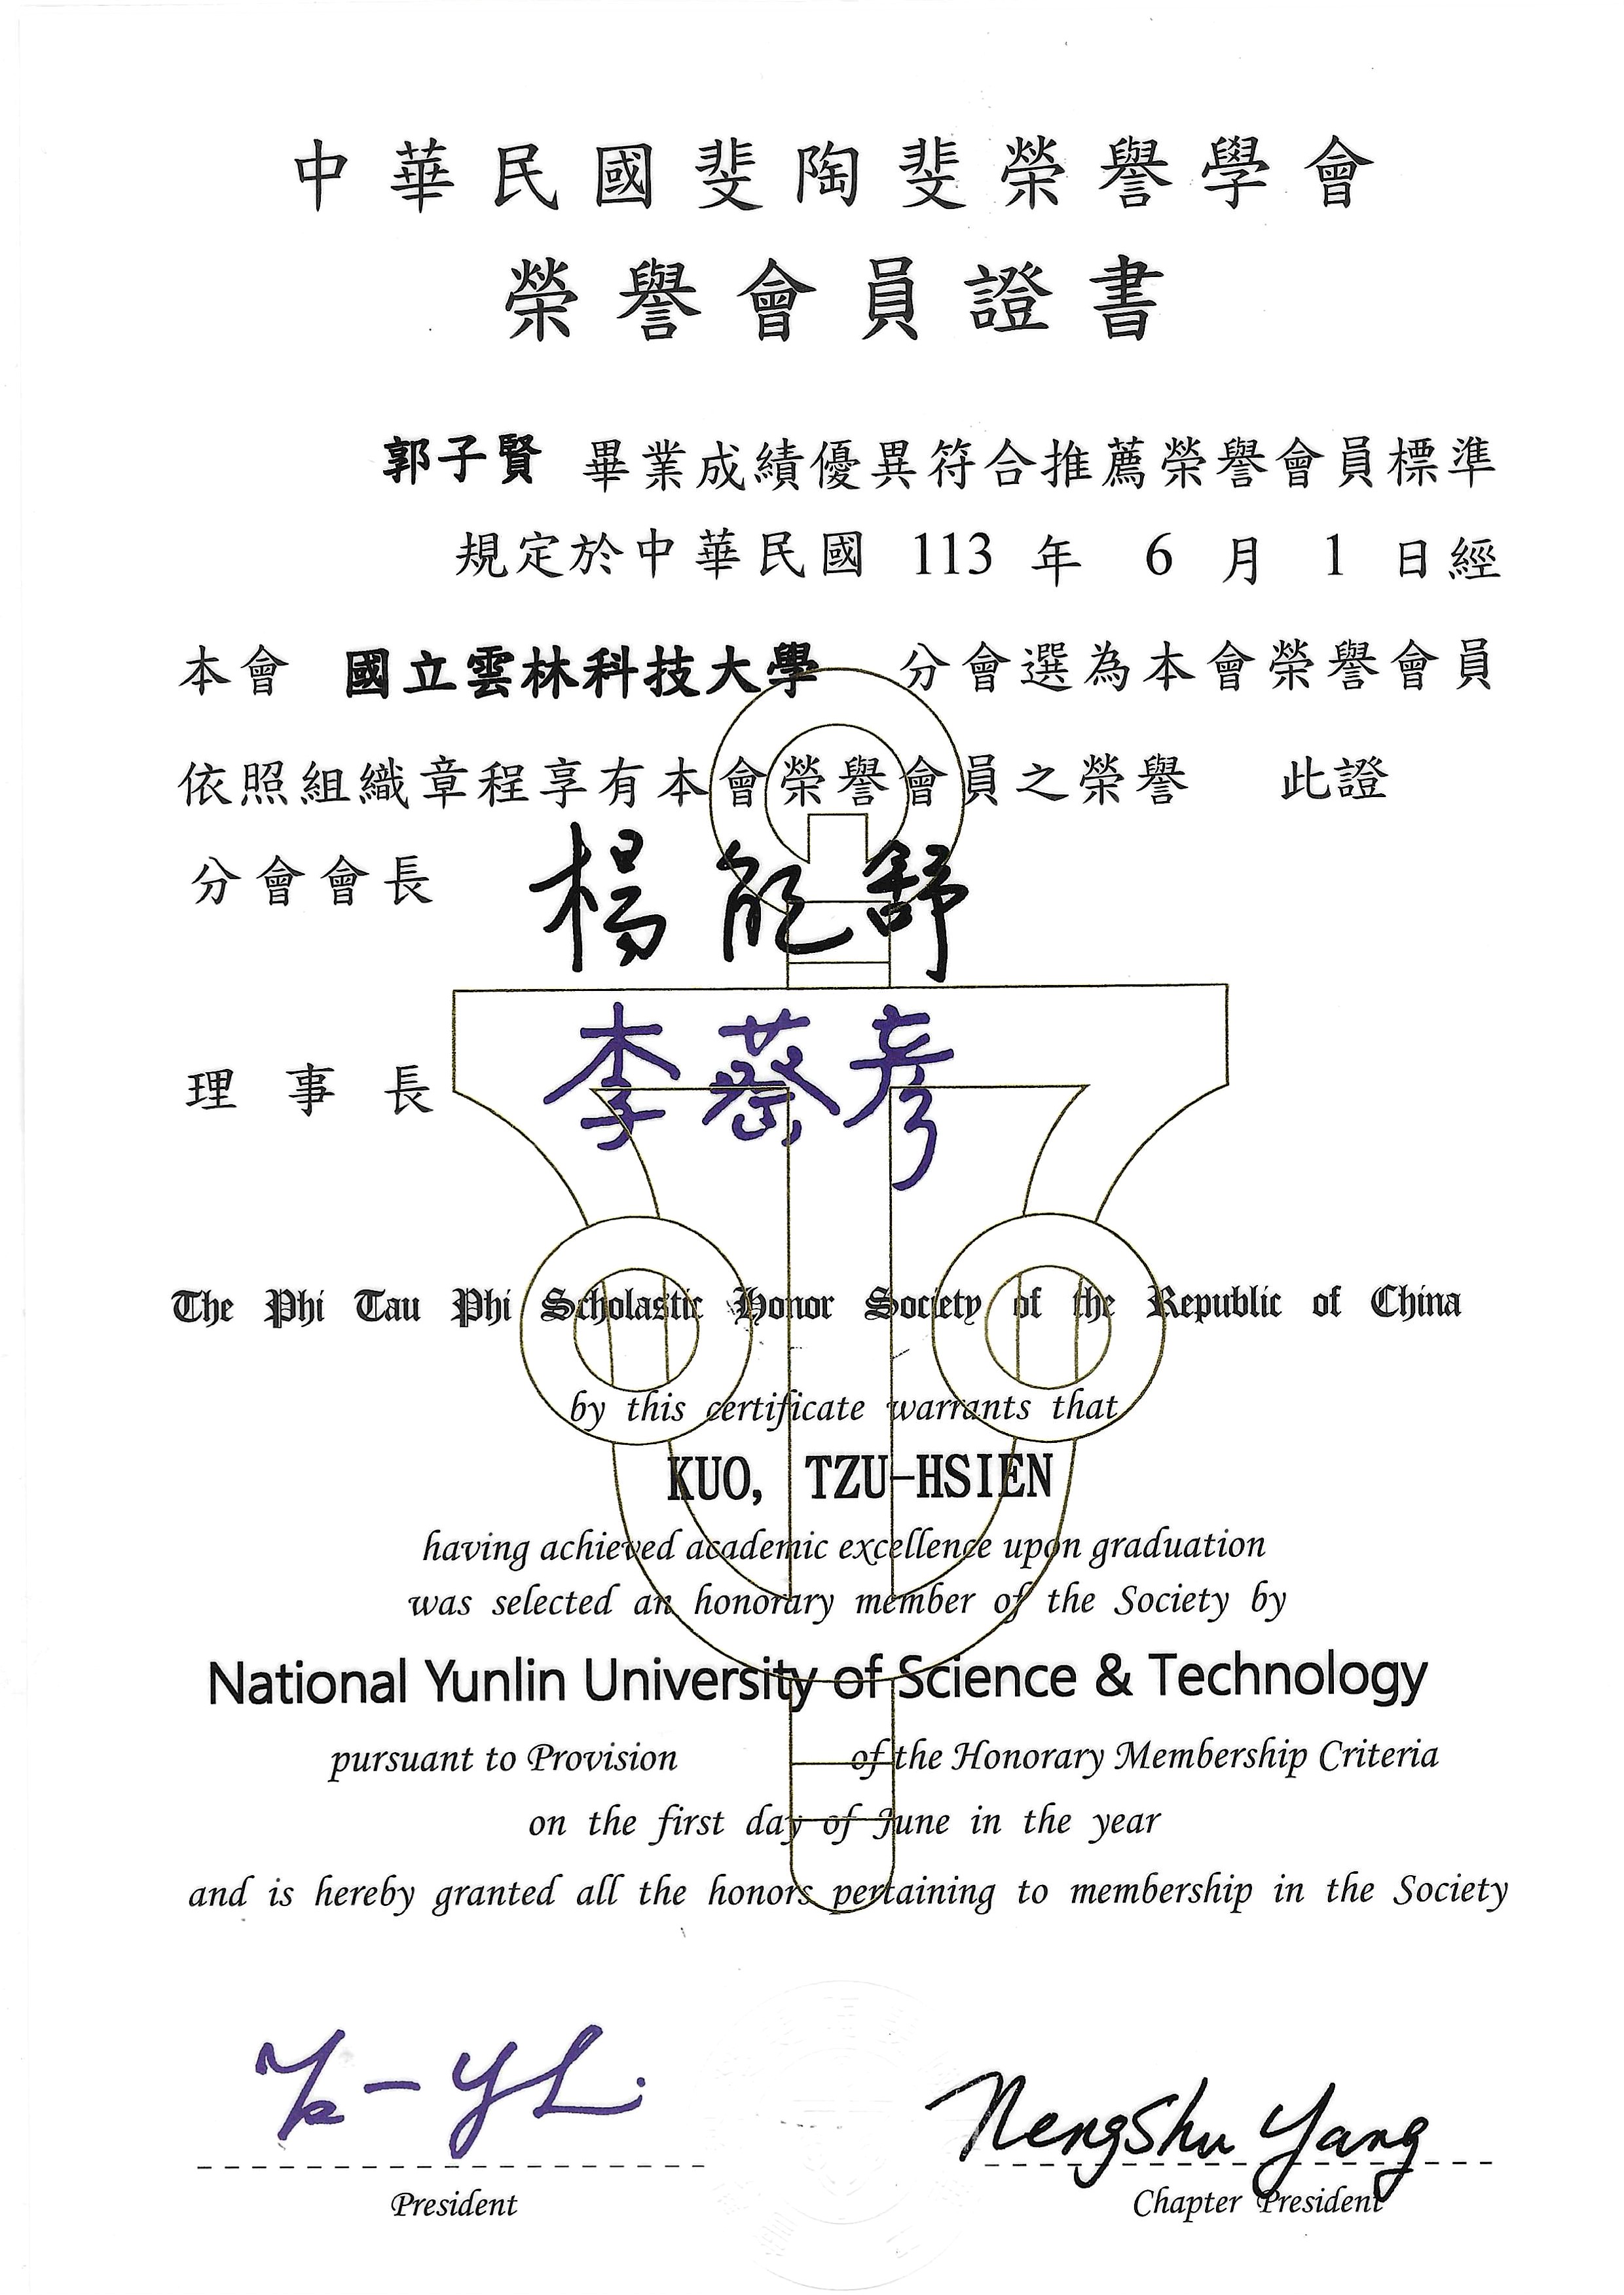 中華民國斐陶斐榮譽學會
榮譽會員證書
郭子賢 畢業成績優異符合推薦榮譽會員標準
規定於中華民國 113 年 6 月 1 日經
本會 國立雲林科技大學 分會選為本會榮譽會員
依照組織章程享有本會榮譽會員之榮譽 此證
分會會長 楊能舒
理事長 李蔡彥
The Phi Tau Phi Scholastic Honor Society of the Republic of China
by this certificate warrants that
KUO, TZU-HSIEN
having achieved academic excellence upon graduation
was selected an honorary member of the Society by
National Yunlin University of Science & Technology
pursuant to Provision of the Honorary Membership Criteria
on the first day of June in the year
and is hereby granted all the honors pertaining to membership in the Society
Nengshu Yang
President
Chapter President